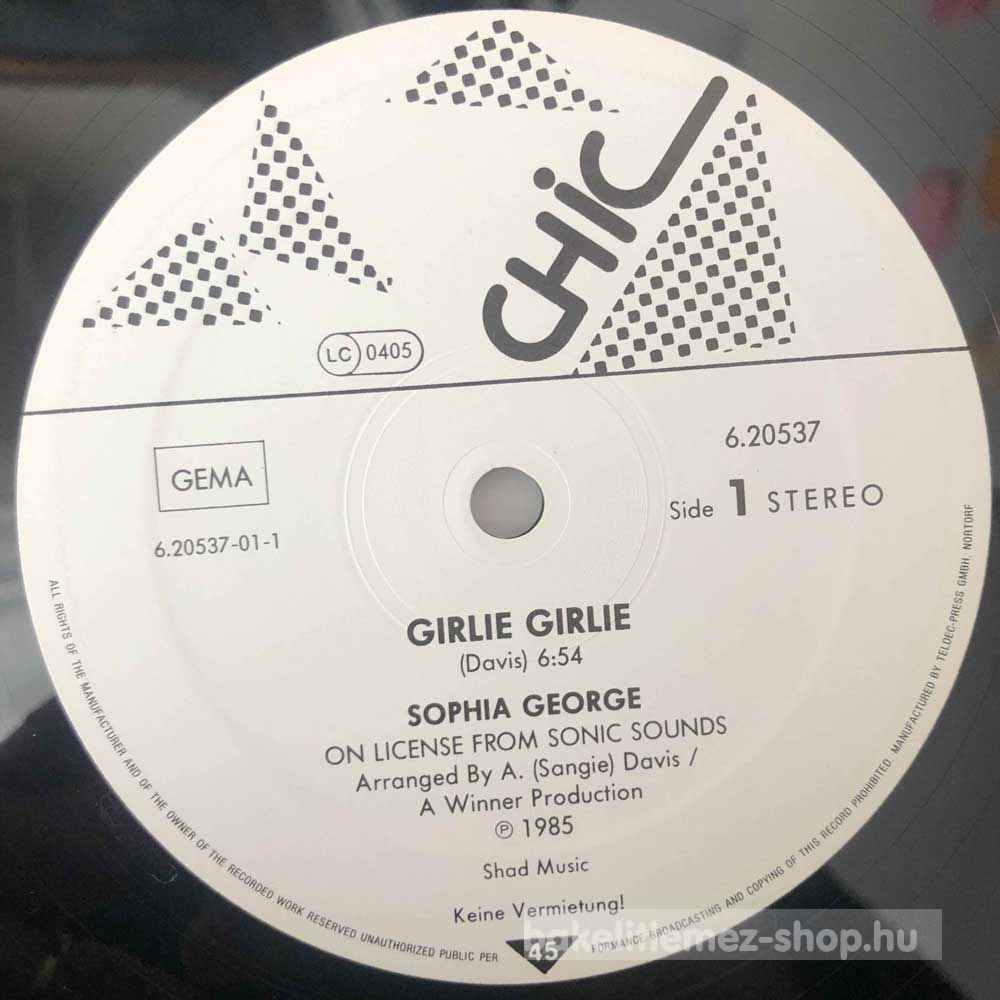 CHIC
LC 0405
GEMA
6.20537-01-1
6.20537
Side 1 STEREO
GIRLIE GIRLIE
(Davis) 6:54
SOPHIA GEORGE
ON LICENSE FROM SONIC SOUNDS
Arranged By A. (Sangie) Davis /
A Winner Production
℗ 1985
Shad Music
Keine Vermietung!
45
ALL RIGHTS OF THE MANUFACTURER AND OF THE OWNER OF THE RECORDED WORK RESERVED UNAUTHORIZED PUBLIC PER FORMANCE BROADCASTING AND COPYING OF THIS RECORD PROHIBITED. MANUFACTURED BY TELDEC-PRESS GMBH, NORTORF
bakelitlemez-shop.hu